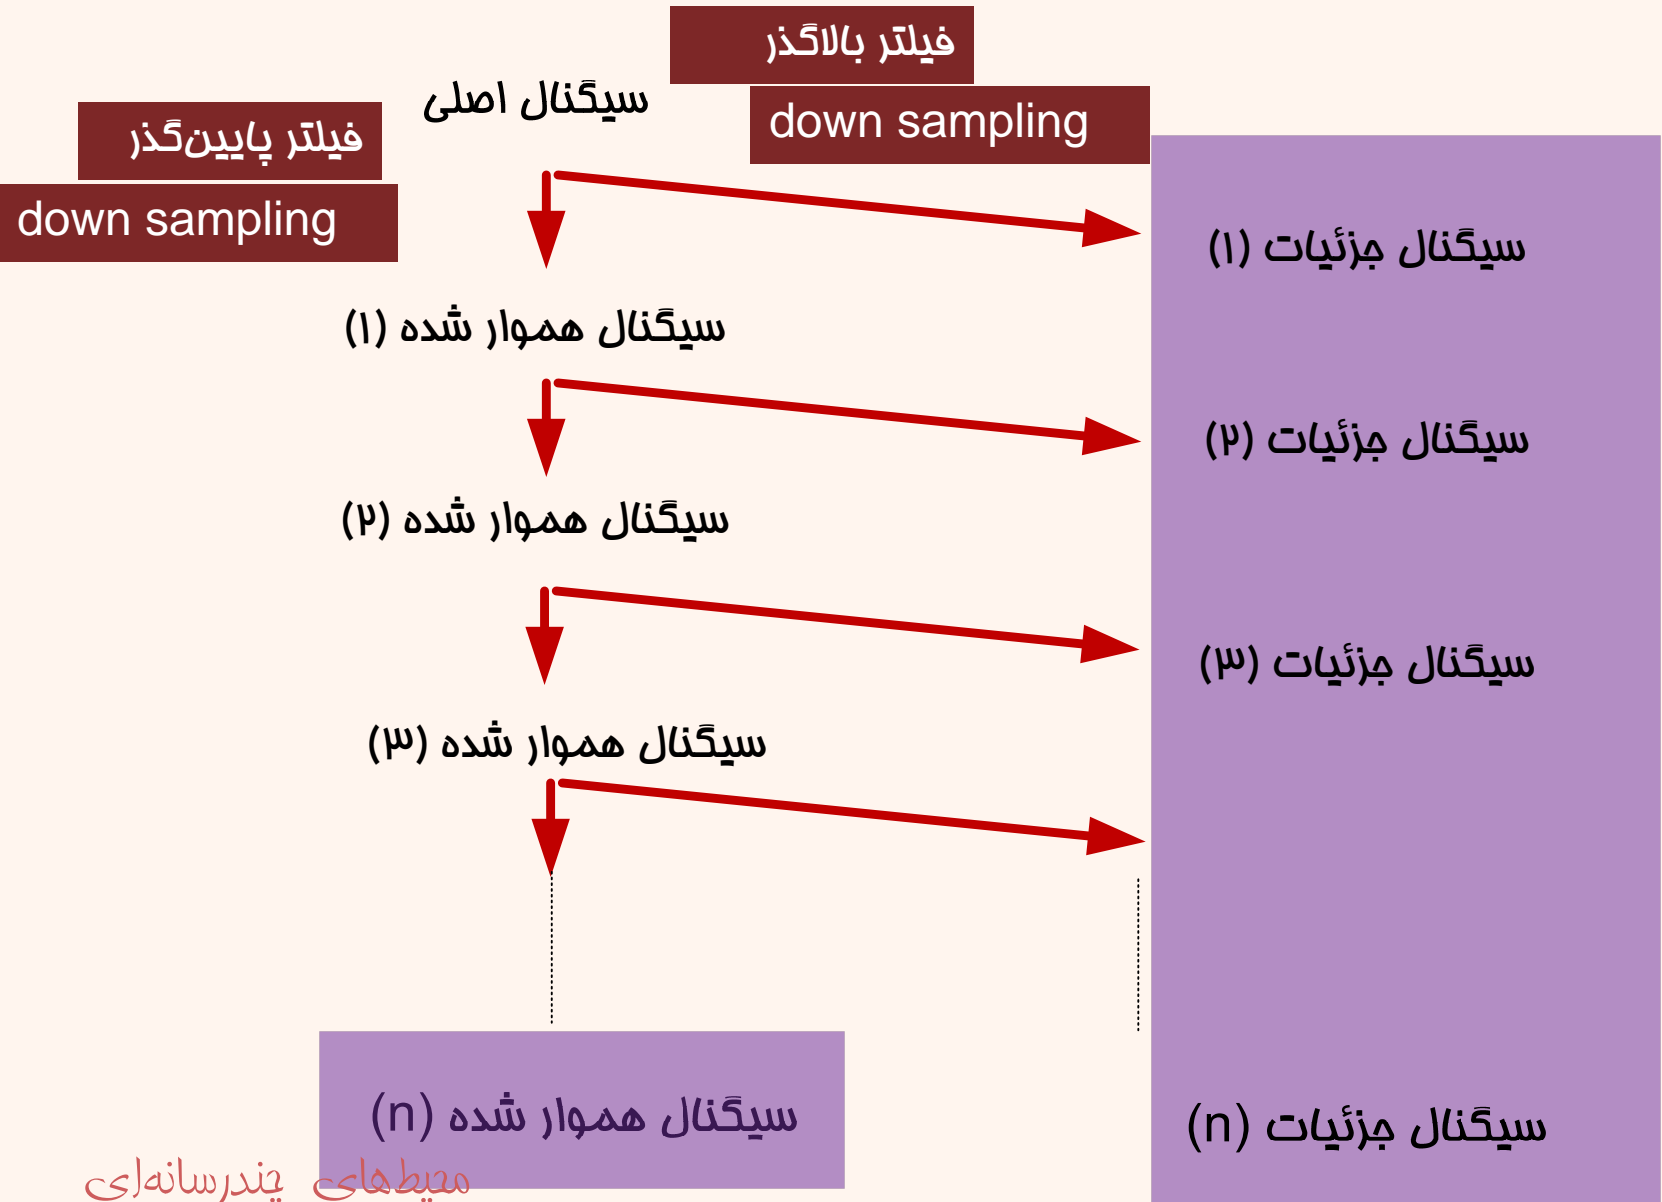 فیلتر بالاگذر
down sampling
سیگنال اصلی
فیلتر پایین‌گذر
down sampling
سیگنال جزئیات (۱)
سیگنال هموار شده (۱)
سیگنال جزئیات (۲)
سیگنال هموار شده (۲)
سیگنال جزئیات (۳)
سیگنال هموار شده (۳)
سیگنال جزئیات (n)
سیگنال هموار شده (n)
محیط‌های چندرسانه‌ای